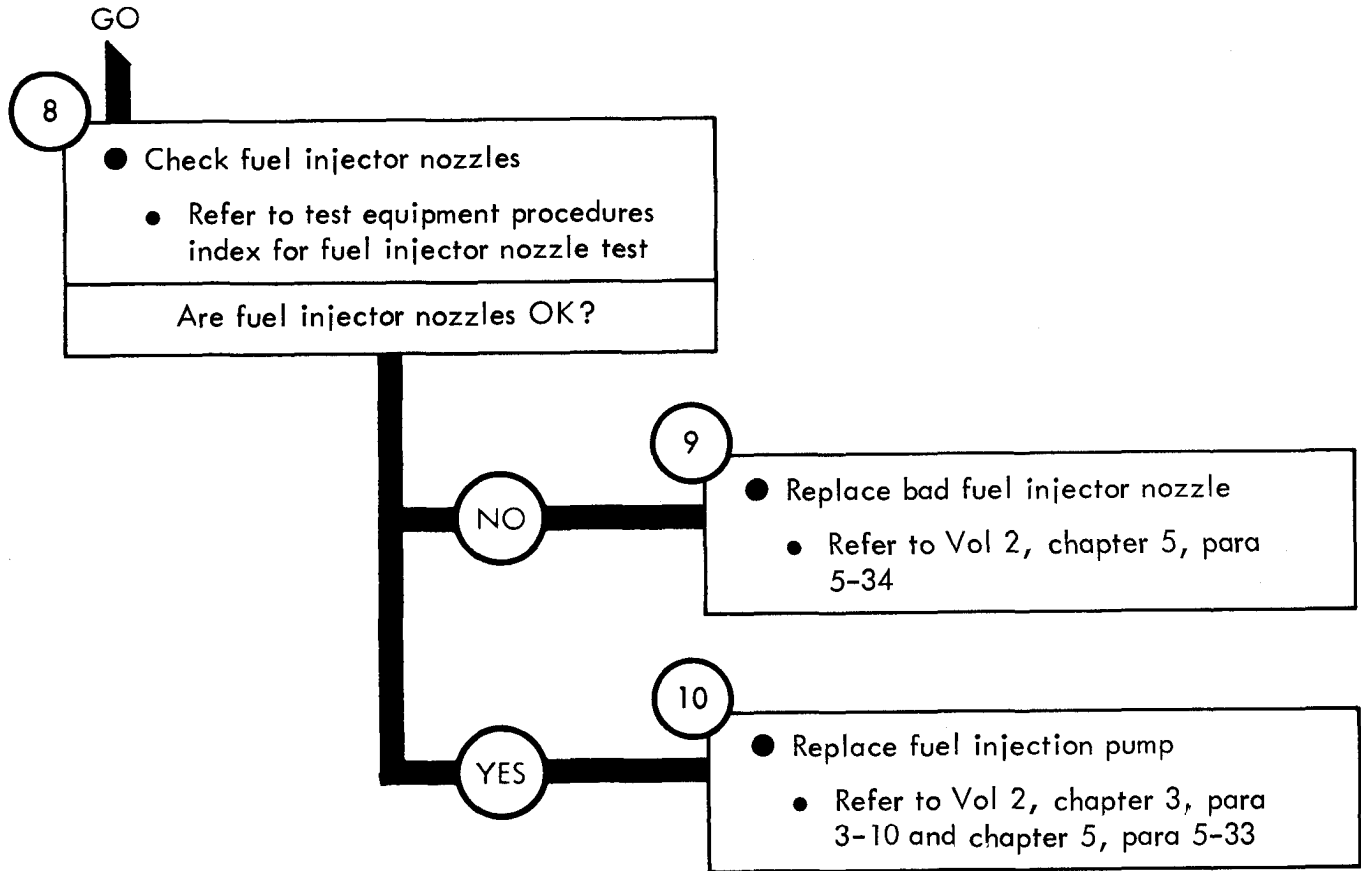 GO
8
● Check fuel injector nozzles
● Refer to test equipment procedures
index for fuel injector nozzle test
Are fuel injector nozzles OK?
NO
9
● Replace bad fuel injector nozzle
● Refer to Vol 2, chapter 5, para
5-34
YES
10
● Replace fuel injection pump
● Refer to Vol 2, chapter 3, para
3-10 and chapter 5, para 5-33